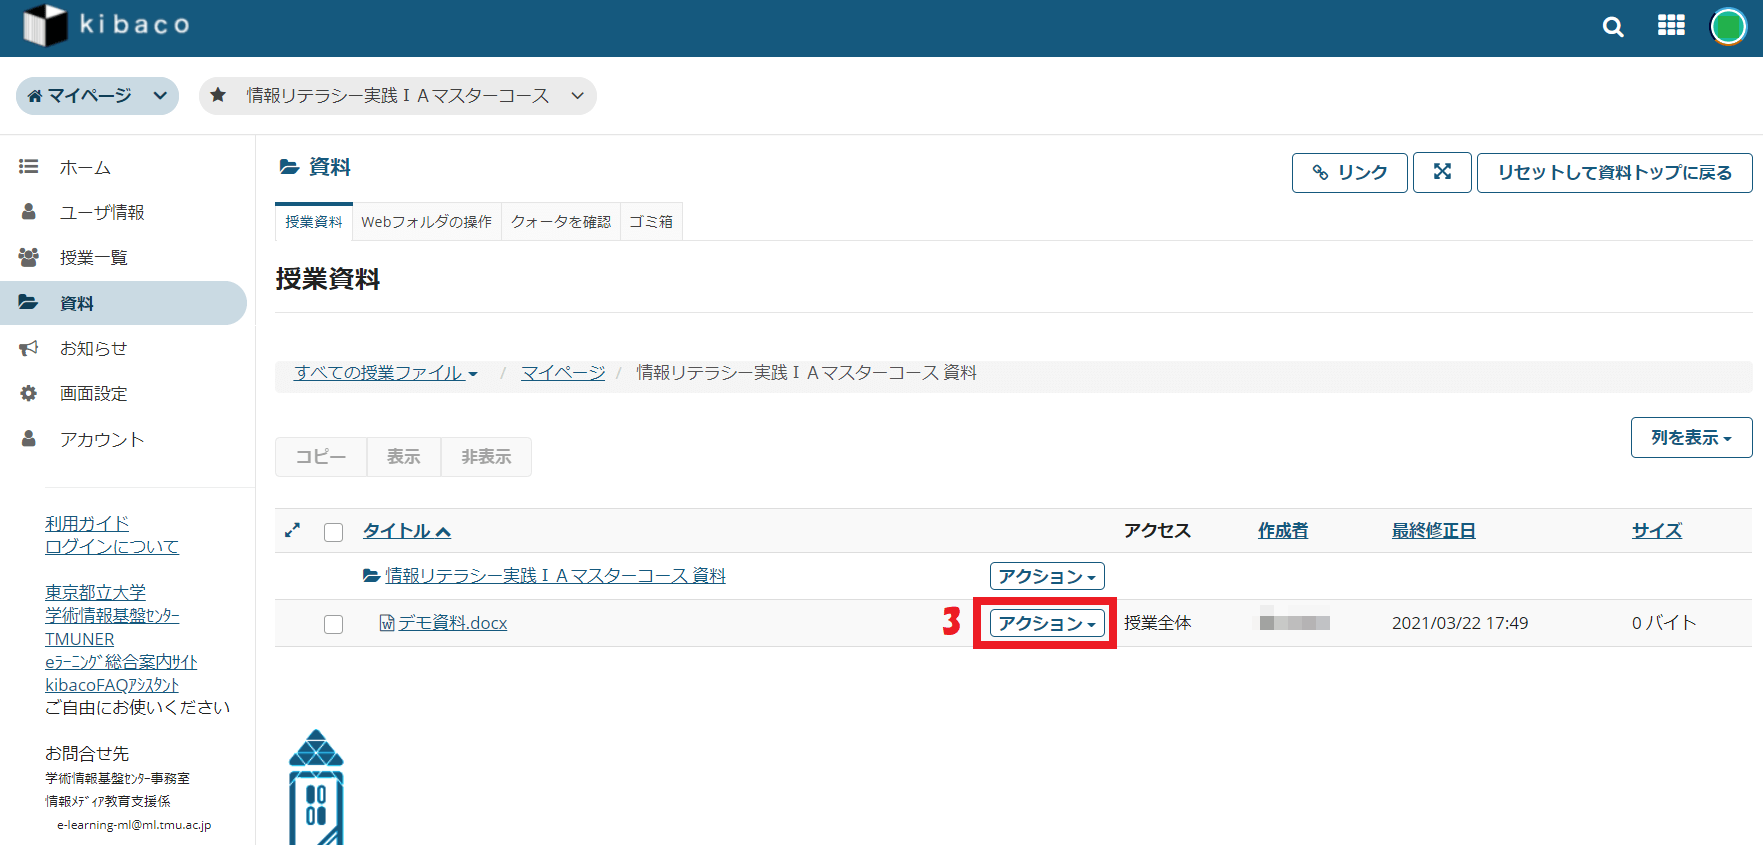 kibaco
マイページ
情報リテラシー実践ⅠＡマスターコース
ホーム
ユーザ情報
授業一覧
資料
お知らせ
画面設定
アカウント
利用ガイド
ログインについて
東京都立大学
学術情報基盤ｾﾝﾀｰ
TMUNER
eﾗｰﾆﾝｸﾞ総合案内ｻｲﾄ
kibacoFAQｱｼｽﾀﾝﾄ
ご自由にお使いください
お問合せ先
学術情報基盤ｾﾝﾀｰ事務室
情報ﾒﾃﾞｨｱ教育支援係
e-learning-ml@ml.tmu.ac.jp
資料
リンク
リセットして資料トップに戻る
授業資料 Webフォルダの操作 クォータを確認 ゴミ箱
授業資料
すべての授業ファイル / マイページ / 情報リテラシー実践ⅠＡマスターコース 資料
列を表示
コピー 表示 非表示
タイトル アクセス 作成者 最終修正日 サイズ
情報リテラシー実践ⅠＡマスターコース 資料 アクション
デモ資料.docx 3 アクション 授業全体 2021/03/22 17:49 0 バイト